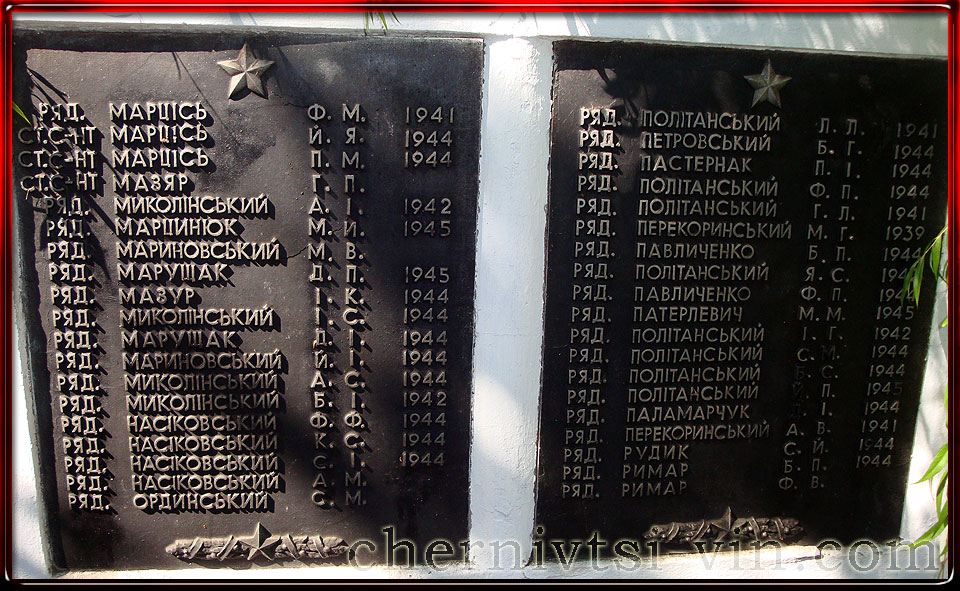 РЯД. МАРЦІСЬ Ф. М. 1941
СТ.С-НТ МАРЦІСЬ Й. Я. 1944
СТ.С-НТ МАРЦІСЬ П. М. 1944
СТ.С-НТ МАЗЯР Г. П.
РЯД. МИКОЛІНСЬКИЙ А. І. 1942
РЯД. МАРЦИНЮК М. Й. 1945
РЯД. МАРИНОВСЬКИЙ М. В.
РЯД. МАРУЩАК Д. П. 1945
РЯД. МАЗУР І. К. 1944
РЯД. МИКОЛІНСЬКИЙ І. С. 1944
РЯД. МАРУЩАК Д. І. 1944
РЯД. МАРИНОВСЬКИЙ Й. І. 1944
РЯД. МИКОЛІНСЬКИЙ А. С. 1944
РЯД. МИКОЛІНСЬКИЙ Б. І. 1942
РЯД. НАСІКОВСЬКИЙ Ф. Ф. 1944
РЯД. НАСІКОВСЬКИЙ К. С. 1944
РЯД. НАСІКОВСЬКИЙ С. І. 1944
РЯД. НАСІКОВСЬКИЙ А. М.
РЯД. ОРДИНСЬКИЙ С. М.
РЯД. ПОЛІТАНСЬКИЙ Л. Л. 1941
РЯД. ПЕТРОВСЬКИЙ Б. Г. 1944
РЯД. ПАСТЕРНАК П. І. 1944
РЯД. ПОЛІТАНСЬКИЙ Ф. П. 1944
РЯД. ПОЛІТАНСЬКИЙ Г. Л. 1941
РЯД. ПЕРЕКОРИНСЬКИЙ М. Г. 1939
РЯД. ПАВЛИЧЕНКО Б. П. 1944
РЯД. ПОЛІТАНСЬКИЙ Я. С.
РЯД. ПАВЛИЧЕНКО Ф. П. 1944
РЯД. ПАТЕРЛЕВИЧ М. М. 1945
РЯД. ПОЛІТАНСЬКИЙ І. Г. 1942
РЯД. ПОЛІТАНСЬКИЙ С. М. 1944
РЯД. ПОЛІТАНСЬКИЙ Б. С. 1944
РЯД. ПОЛІТАНСЬКИЙ П. 1945
РЯД. ПАЛАМАРЧУК І. 1944
РЯД. ПЕРЕКОРИНСЬКИЙ А. В. 1941
РЯД. РУДИК С. Й. 1944
РЯД. РИМАР Б. П. 1944
РЯД. РИМАР Ф. В.
chernivtsi-vin.com